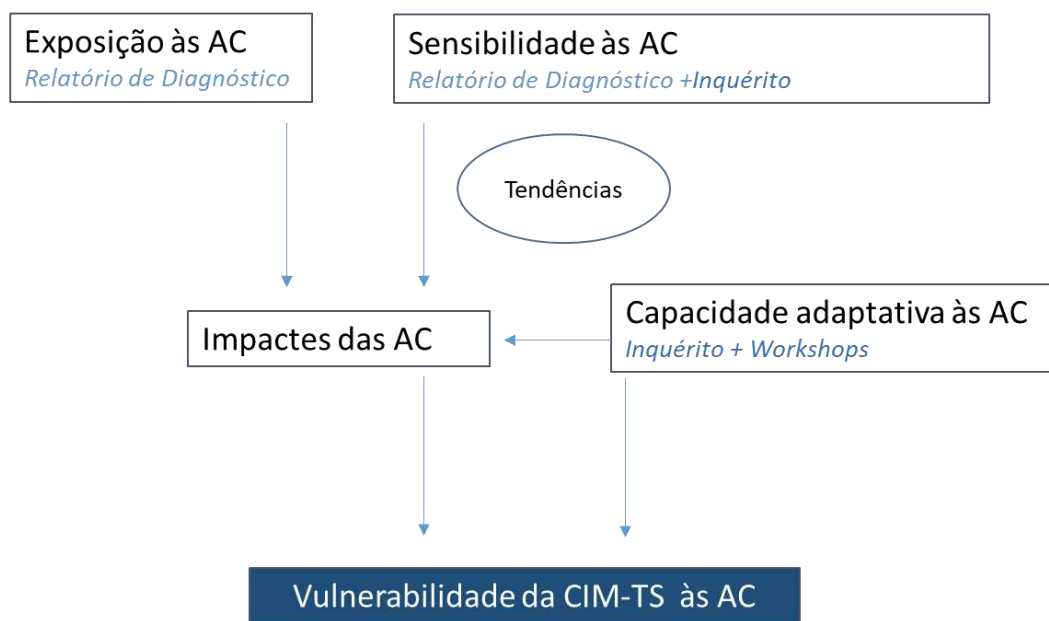 Exposição às AC
Relatório de Diagnóstico
Sensibilidade às AC
Relatório de Diagnóstico +Inquérito
Tendências
Impactes das AC
Capacidade adaptativa às AC
Inquérito + Workshops
Vulnerabilidade da CIM-TS às AC